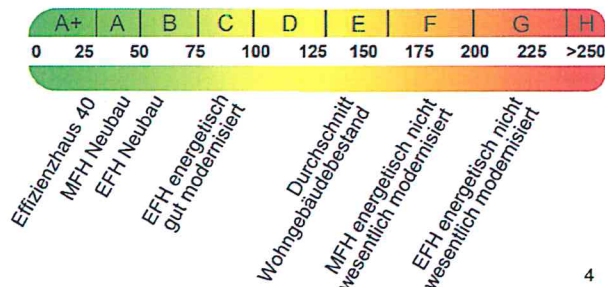 A+ A B C D E F G H
0 25 50 75 100 125 150 175 200 225 >250
Effizienzhaus 40
MFH Neubau
EFH Neubau
EFH energetisch
gut modernisiert
Durchschnitt
Wohngebäudebestand
MFH energetisch nicht
wesentlich modernisiert
EFH energetisch nicht
wesentlich modernisiert
4